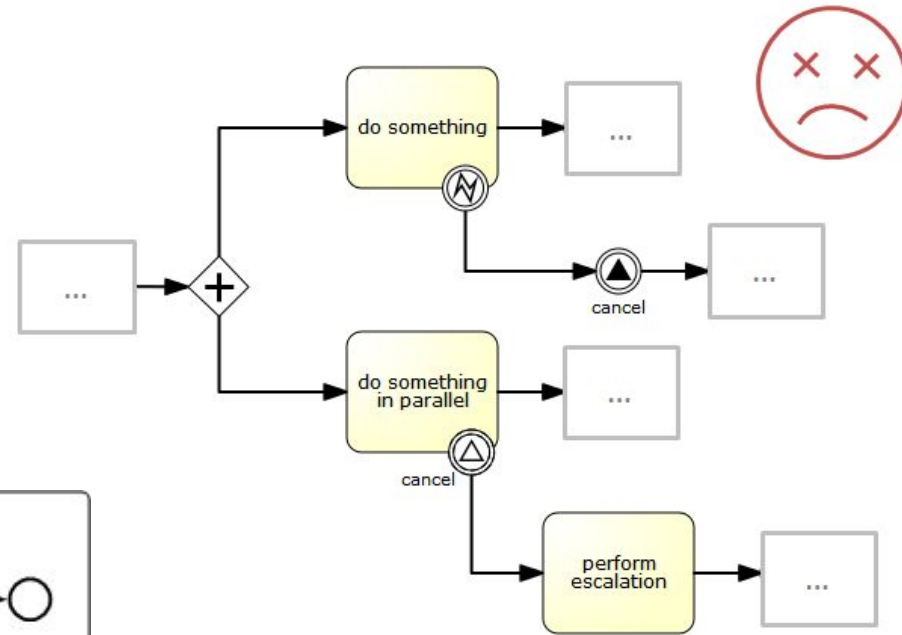 do something
...
...
...
cancel
do something
in parallel
...
cancel
perform
escalation
...